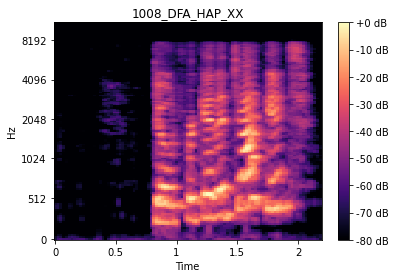 1008_DFA_HAP_XX
8192
4096
2048
1024
512
0
Hz
0
0.5
1
1.5
2
Time
+0 dB
-10 dB
-20 dB
-30 dB
-40 dB
-50 dB
-60 dB
-70 dB
-80 dB